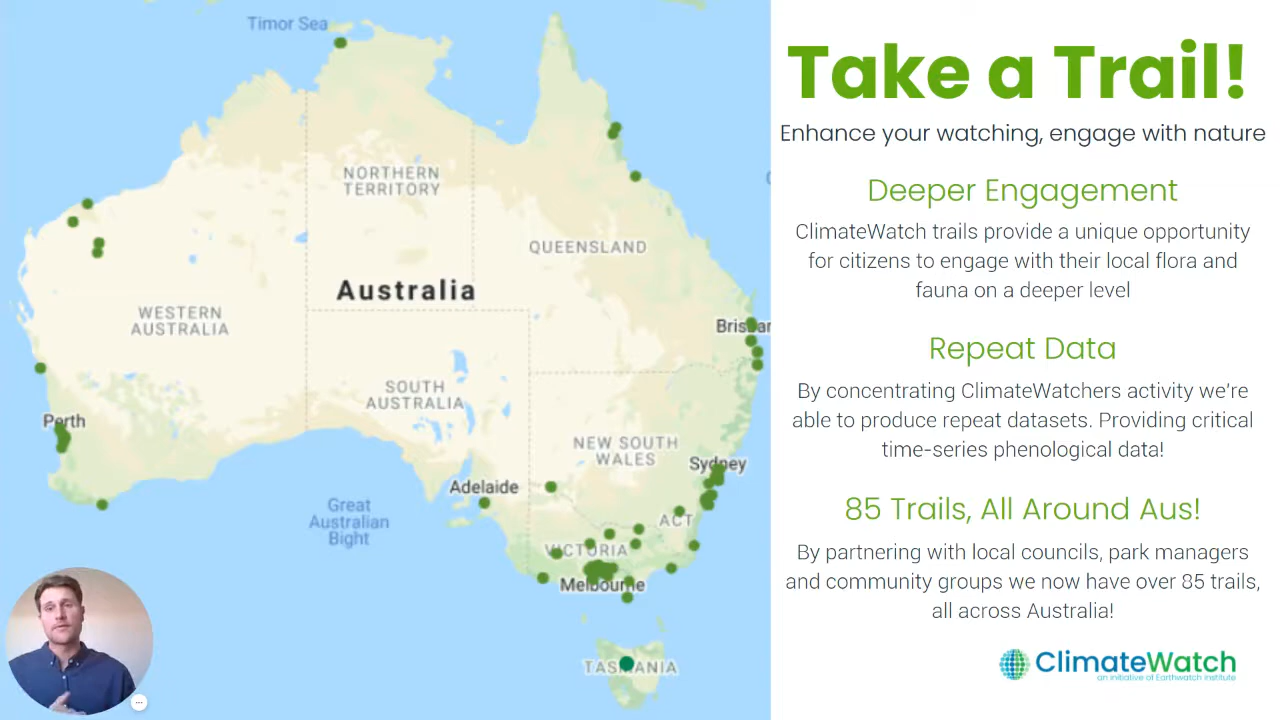 Timor Sea
NORTHERN
TERRITORY
QUEENSLAND
Australia
WESTERN
AUSTRALIA
SOUTH
AUSTRALIA
Perth
NEW SOUTH
WALES
Sydney
Adelaide
Great
Australian
Bight
ACT
VICTORIA
Melbourne
TASMANIA
Take a Trail!
Enhance your watching, engage with nature
Deeper Engagement
ClimateWatch trails provide a unique opportunity
for citizens to engage with their local flora and
fauna on a deeper level
Repeat Data
By concentrating ClimateWatchers activity we're
able to produce repeat datasets. Providing critical
time-series phenological data!
85 Trails, All Around Aus!
By partnering with local councils, park managers
and community groups we now have over 85 trails,
all across Australia!
ClimateWatch
an initiative of Earthwatch Institute